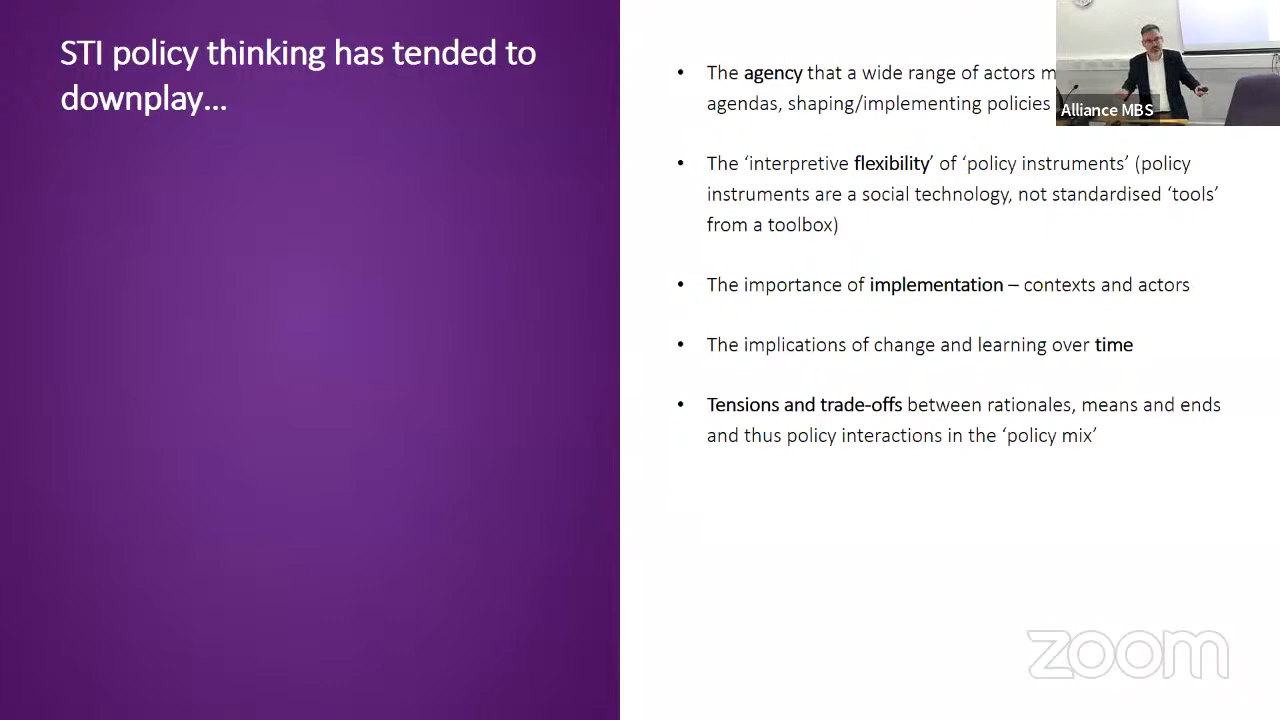 STI policy thinking has tended to
downplay…
• The agency that a wide range of actors
agendas, shaping/implementing policies
• The ‘interpretive flexibility’ of ‘policy instruments’ (policy
instruments are a social technology, not standardised ‘tools’
from a toolbox)
• The importance of implementation – contexts and actors
• The implications of change and learning over time
• Tensions and trade-offs between rationales, means and ends
and thus policy interactions in the ‘policy mix’
Alliance MBS
zoom